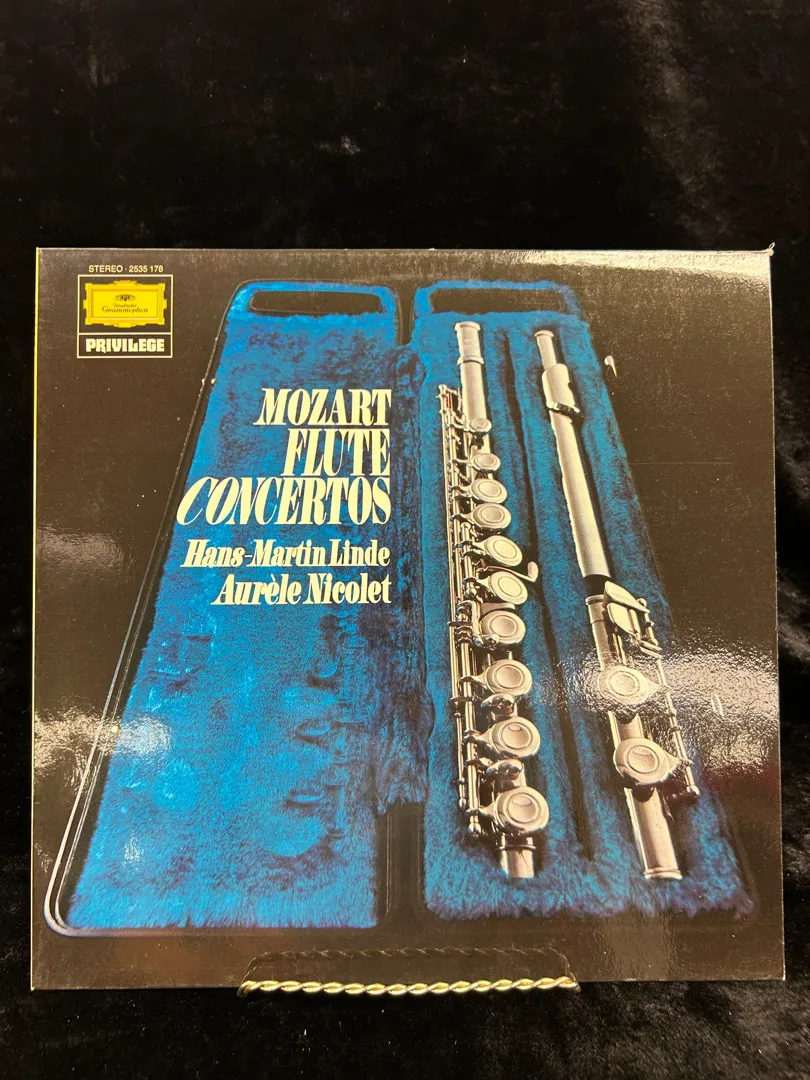 STEREO · 2535 178
Deutsche
Grammophon
PRIVILEGE
MOZART
FLUTE
CONCERTOS
Hans-Martin Linde
Aurèle Nicolet